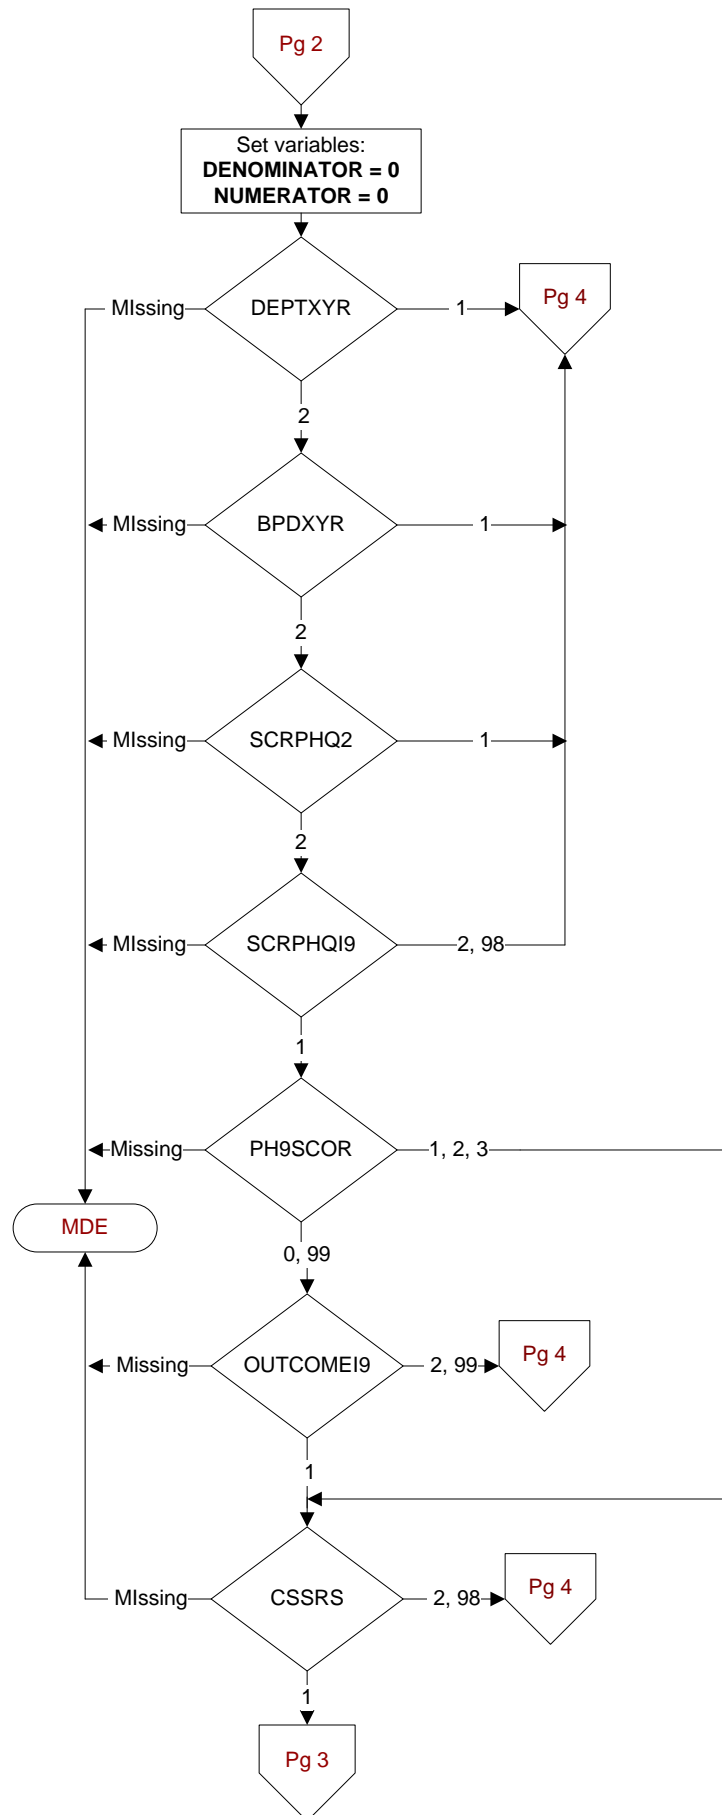 Pg 2
Set variables:
DENOMINATOR = 0
NUMERATOR = 0
MIssing
DEPTXYR
1
Pg 4
2
MIssing
BPDXYR
1
2
MIssing
SCRPHQ2
1
2
MIssing
SCRPHQI9
2, 98
1
Missing
PH9SCOR
1, 2, 3
MDE
0, 99
Missing
OUTCOMEI9
2, 99
Pg 4
1
MIssing
CSSRS
2, 98
Pg 4
1
Pg 3